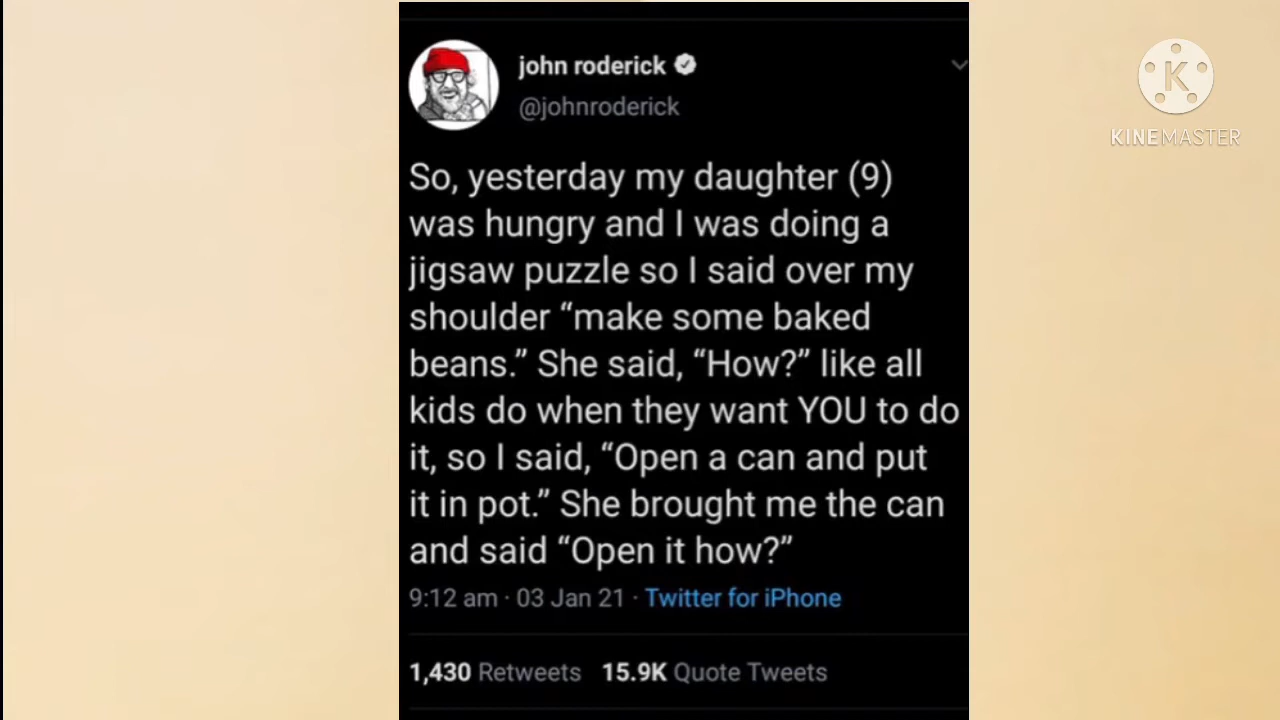 john roderick
@johnroderick
So, yesterday my daughter (9)
was hungry and I was doing a
jigsaw puzzle so I said over my
shoulder “make some baked
beans.” She said, “How?” like all
kids do when they want YOU to do
it, so I said, “Open a can and put
it in pot.” She brought me the can
and said “Open it how?”
9:12 am · 03 Jan 21 · Twitter for iPhone
1,430 Retweets 15.9K Quote Tweets
K
KINEMASTER